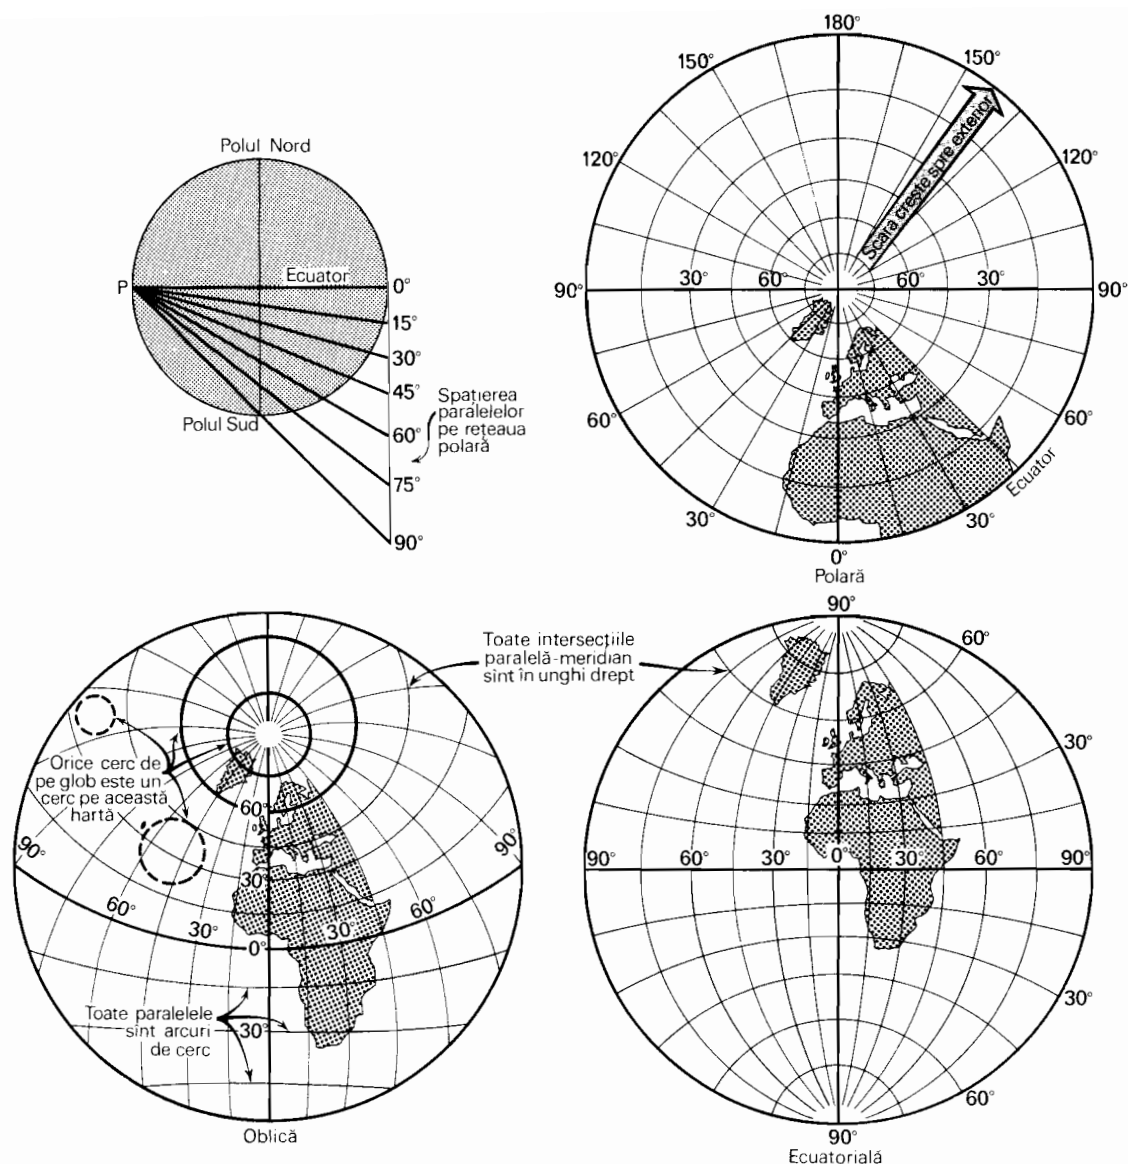 Polul Nord
P
Ecuator
0°
15°
30°
45°
60°
75°
90°
Polul Sud
Spațierea
paralelelor
pe rețeaua
polară
180°
150°
150°
120°
120°
Scara crește spre exterior
90°
30°
60°
60°
30°
90°
60°
60°
Ecuator
30°
30°
0°
Polară
Orice cerc de
pe glob este un
cerc pe această
hartă
60°
90°
90°
30°
60°
60°
30°
30°
0°
Toate paralelele
sînt arcuri
de cerc
30°
Oblică
Toate intersecțiile
paralelă-meridian
sînt în unghi drept
90°
60°
30°
90°
60°
30°
0°
30°
60°
90°
30°
60°
90°
Ecuatorială